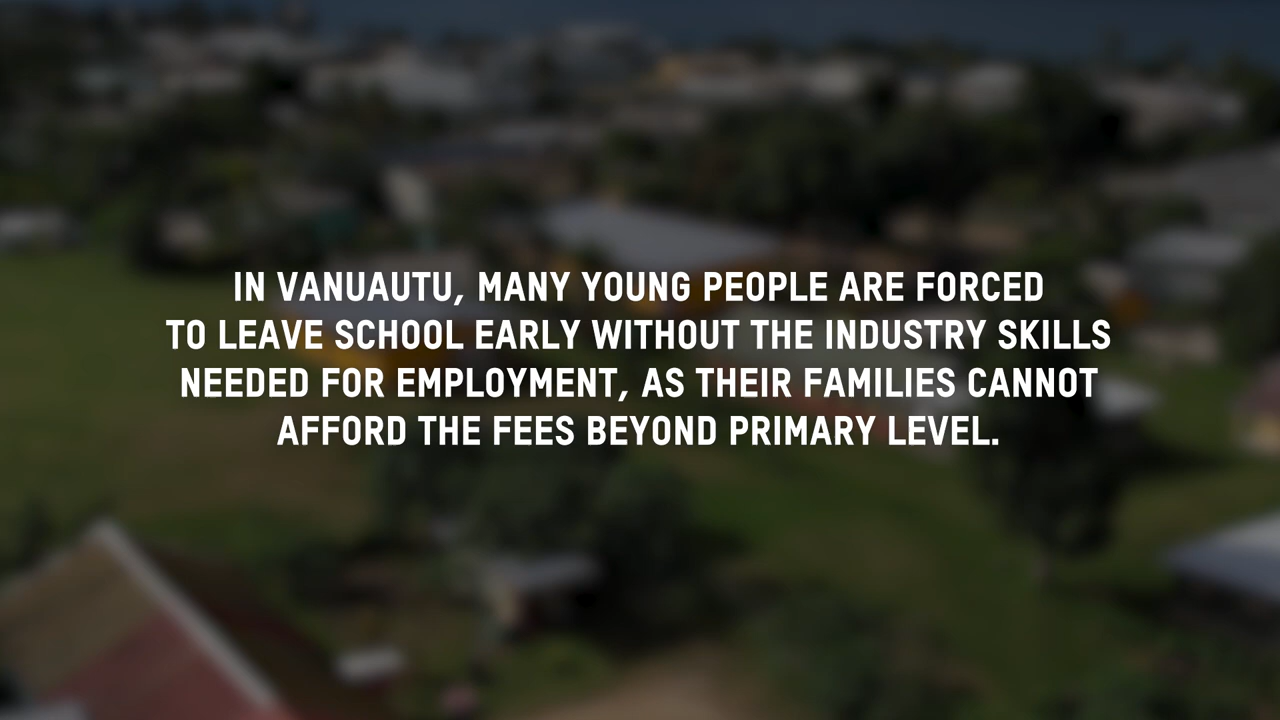 IN VANUAUTU, MANY YOUNG PEOPLE ARE FORCED
TO LEAVE SCHOOL EARLY WITHOUT THE INDUSTRY SKILLS
NEEDED FOR EMPLOYMENT, AS THEIR FAMILIES CANNOT
AFFORD THE FEES BEYOND PRIMARY LEVEL.